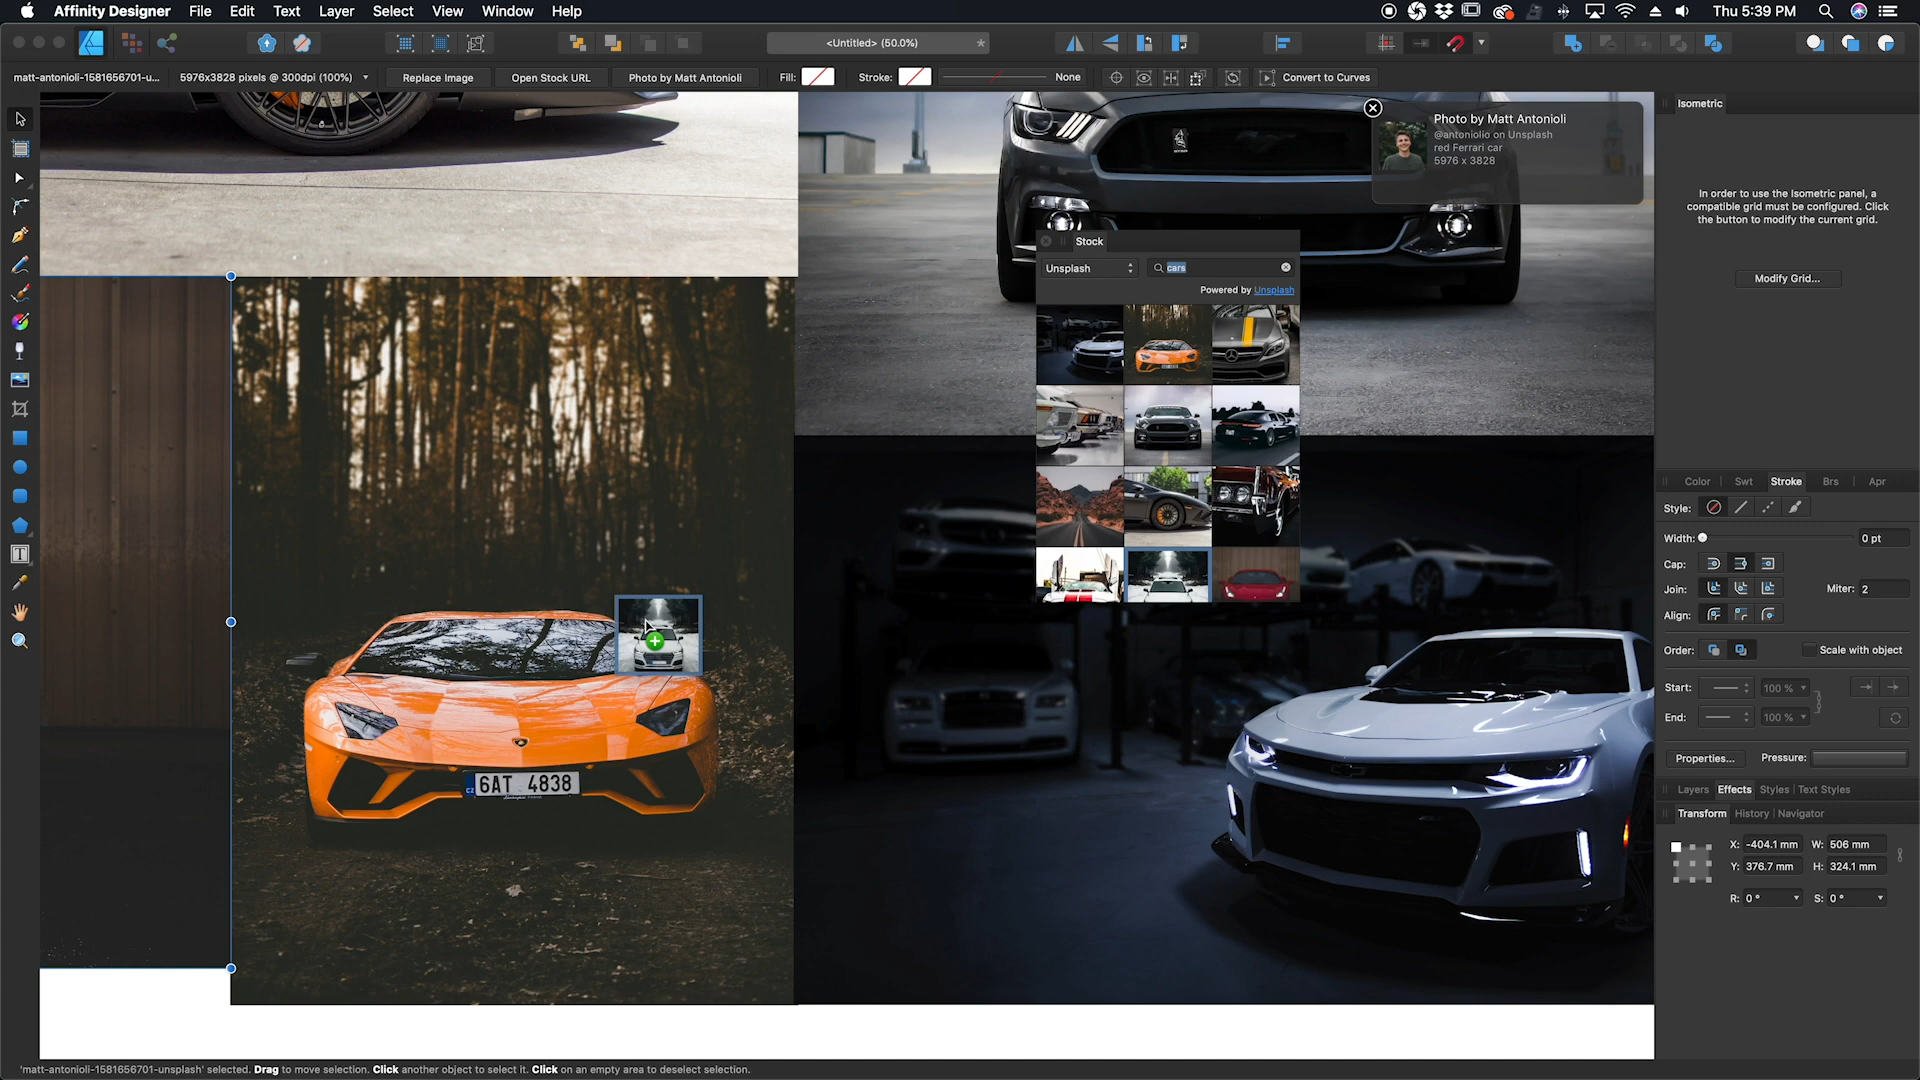 Affinity Designer File Edit Text Layer Select View Window Help
Thu 5:39 PM
<Untitled> (50.0%)
*
matt-antonioli-1581656701-u...
5976x3828 pixels @ 300dpi (100%)
Replace Image
Open Stock URL
Photo by Matt Antonioli
Fill:
Stroke:
None
Convert to Curves
Photo by Matt Antonioli
@antoniolio on Unsplash
red Ferrari car
5976 x 3828
Stock
Unsplash
cars
Powered by Unsplash
6AT 4838
CZ
Isometric
In order to use the Isometric panel, a
compatible grid must be configured. Click
the button to modify the current grid.
Modify Grid...
Color Swt Stroke Brs Apr
Style:
Width: 0 pt
Cap:
Join: Miter: 2
Align:
Order: Scale with object
Start: 100 %
End: 100 %
Properties... Pressure:
Layers Effects Styles Text Styles
Transform History Navigator
X: -404.1 mm W: 506 mm
Y: 376.7 mm H: 324.1 mm
R: 0 ° S: 0 °
'matt-antonioli-1581656701-unsplash' selected. Drag to move selection. Click another object to select it. Click on an empty area to deselect selection.